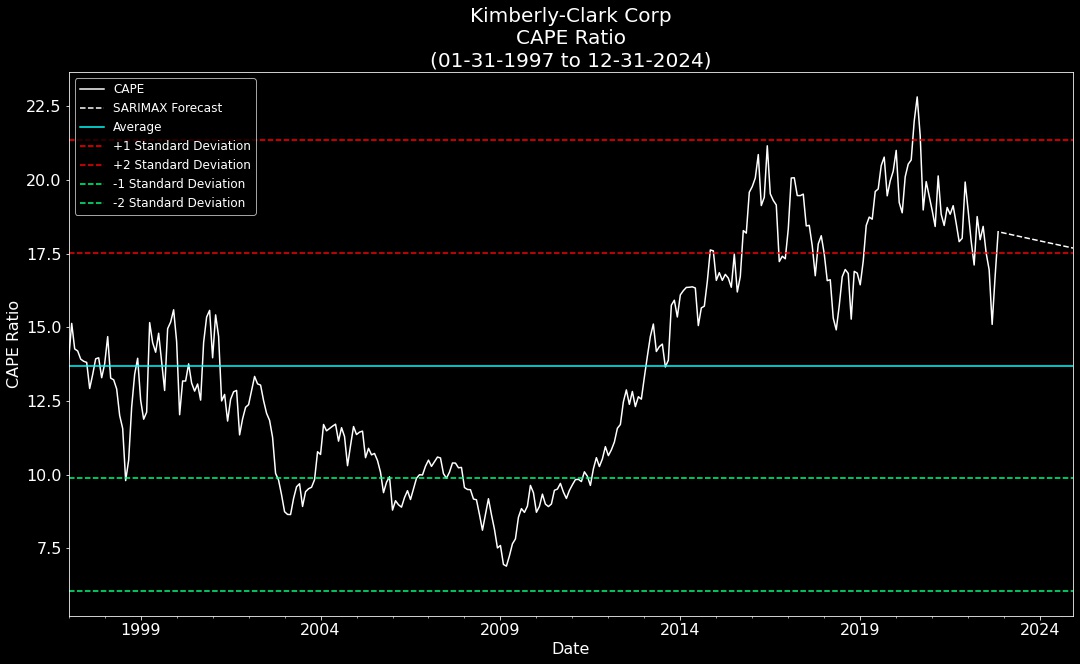 Kimberly-Clark Corp
CAPE Ratio
(01-31-1997 to 12-31-2024)
CAPE
SARIMAX Forecast
Average
+1 Standard Deviation
+2 Standard Deviation
-1 Standard Deviation
-2 Standard Deviation
CAPE Ratio
22.5
20.0
17.5
15.0
12.5
10.0
7.5
1999
2004
2009
2014
2019
2024
Date